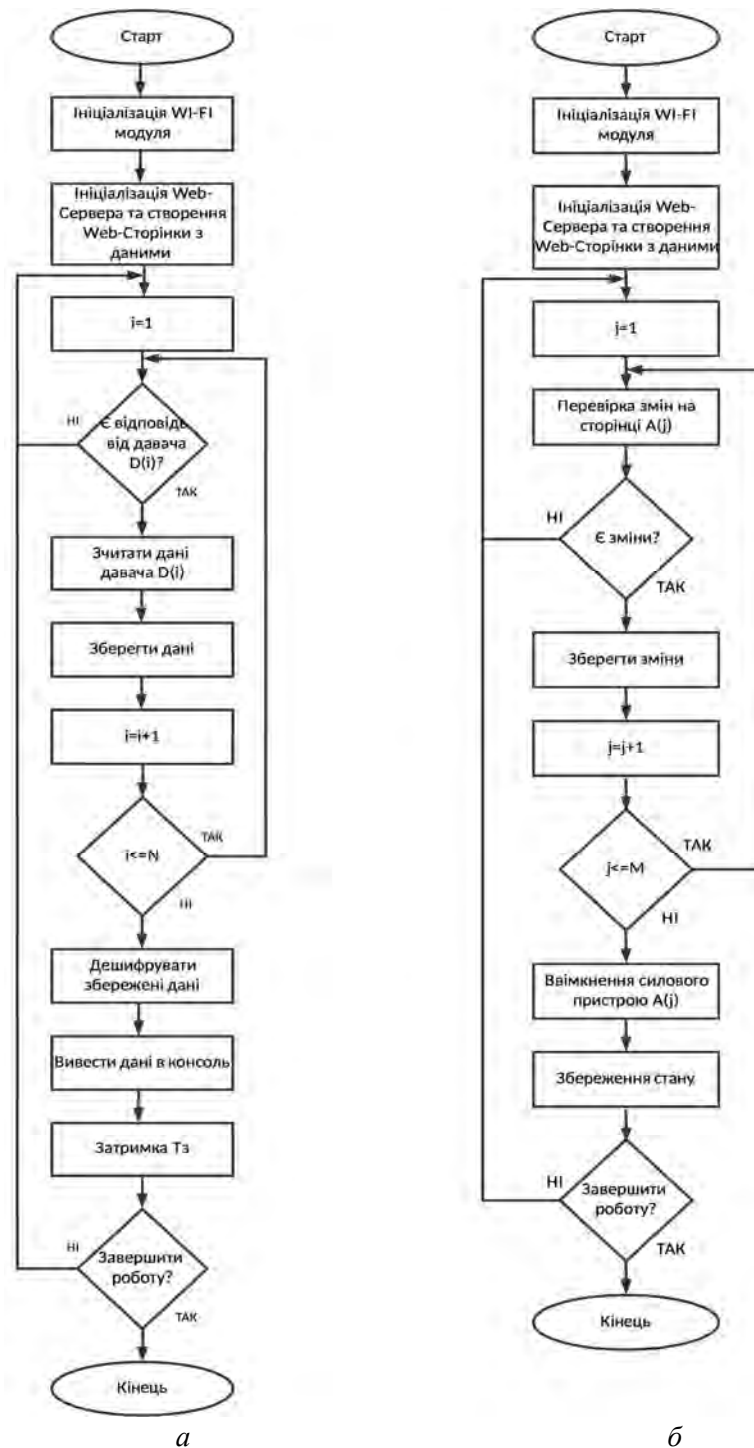 Старт
Ініціалізація WI-FI
модуля
Ініціалізація Web-
Сервера та створення
Web-Сторінки з
даними
i=1
НІ
Є відповідь
від давача
D(i)?
ТАК
Зчитати дані
давача D(i)
Зберегти дані
i=i+1
i<=N
ТАК
НІ
Дешифрувати
збережені дані
Вивести дані в консоль
Затримка Тз
НІ
Завершити
роботу?
ТАК
Кінець
а
Старт
Ініціалізація WI-FI
модуля
Ініціалізація Web-
Сервера та створення
Web-Сторінки з даними
j=1
Перевірка змін на
сторінці A(j)
НІ
Є зміни?
ТАК
Зберегти зміни
j=j+1
j<=M
ТАК
НІ
Ввімкнення силового
пристрою A(j)
Збереження стану
НІ
Завершити
роботу?
ТАК
Кінець
б